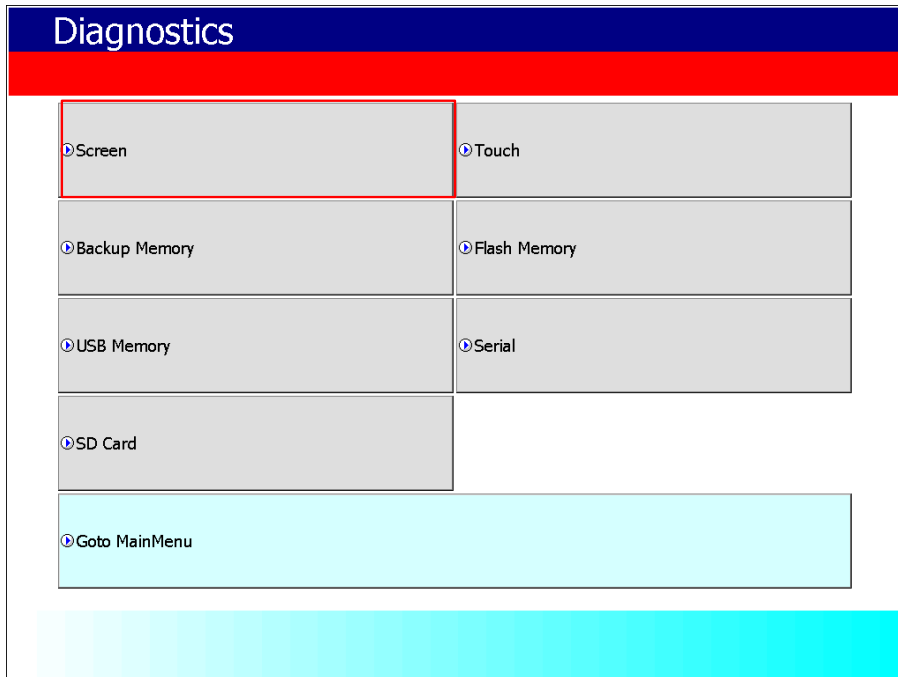 Diagnostics
Screen
Touch
Backup Memory
Flash Memory
USB Memory
Serial
SD Card
Goto MainMenu